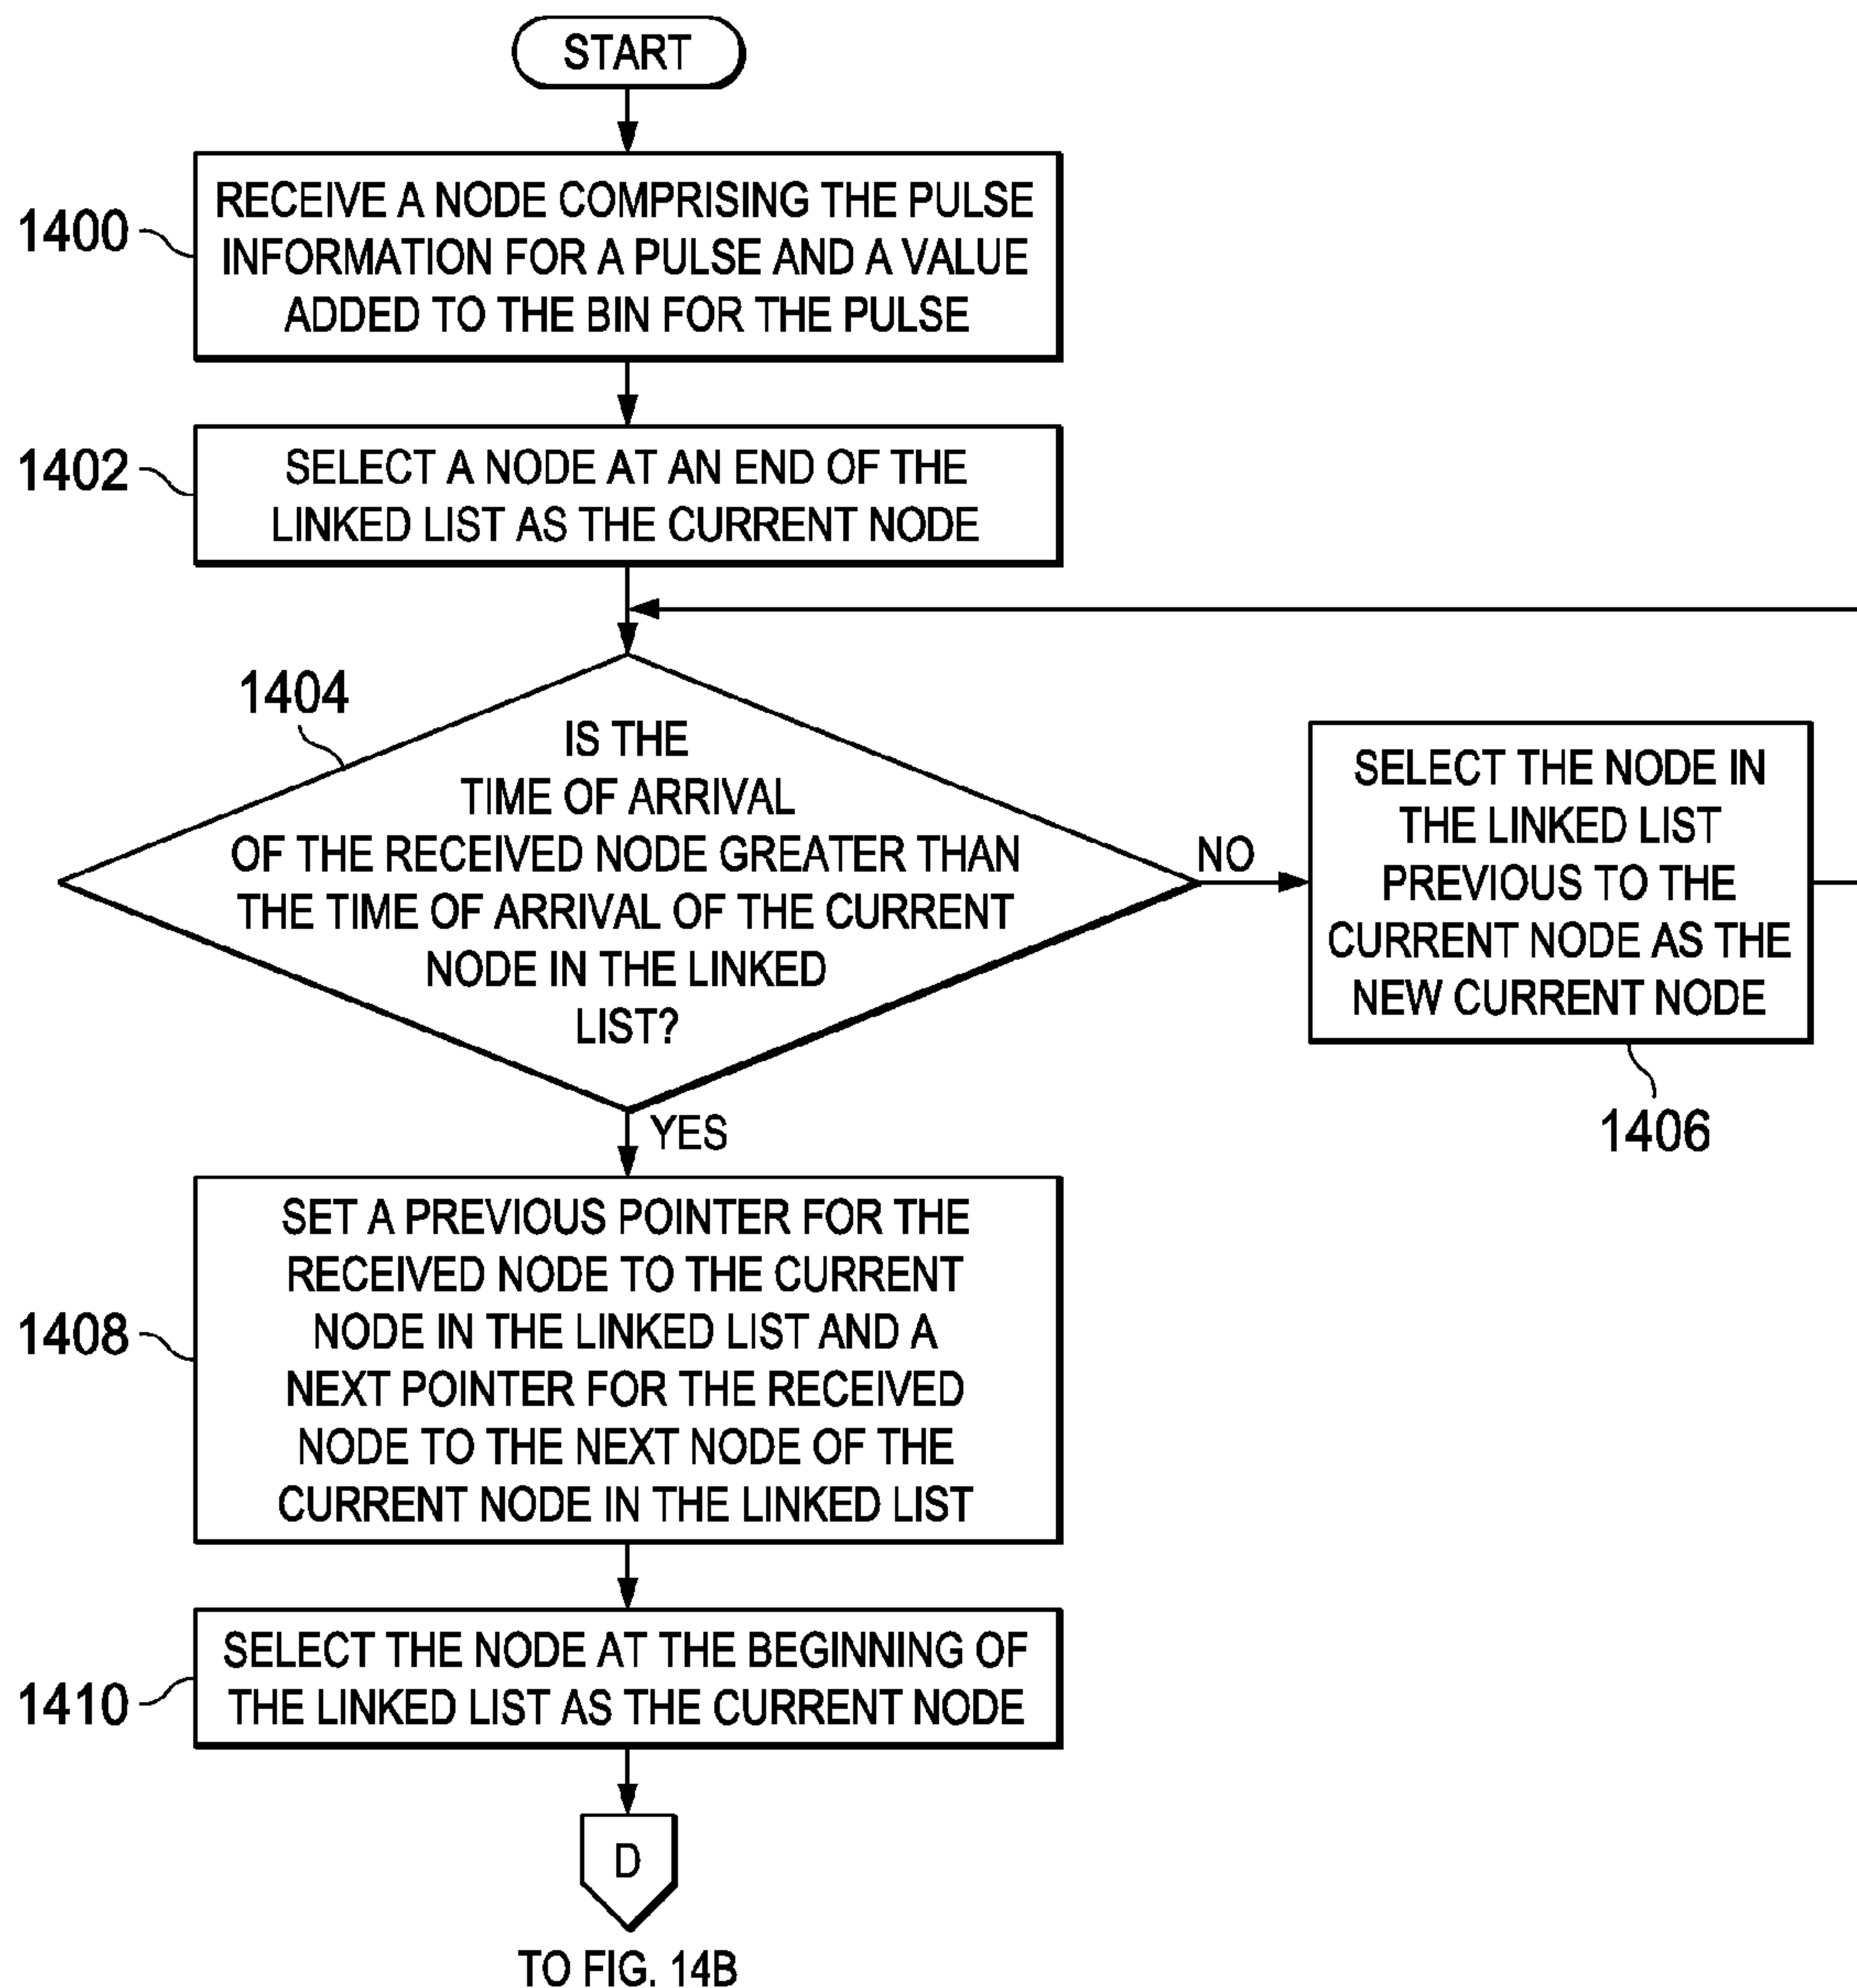 START
1400
RECEIVE A NODE COMPRISING THE PULSE
INFORMATION FOR A PULSE AND A VALUE
ADDED TO THE BIN FOR THE PULSE
1402
SELECT A NODE AT AN END OF THE
LINKED LIST AS THE CURRENT NODE
1404
IS THE
TIME OF ARRIVAL
OF THE RECEIVED NODE GREATER THAN
THE TIME OF ARRIVAL OF THE CURRENT
NODE IN THE LINKED
LIST?
NO
SELECT THE NODE IN
THE LINKED LIST
PREVIOUS TO THE
CURRENT NODE AS THE
NEW CURRENT NODE
1406
YES
1408
SET A PREVIOUS POINTER FOR THE
RECEIVED NODE TO THE CURRENT
NODE IN THE LINKED LIST AND A
NEXT POINTER FOR THE RECEIVED
NODE TO THE NEXT NODE OF THE
CURRENT NODE IN THE LINKED LIST
1410
SELECT THE NODE AT THE BEGINNING OF
THE LINKED LIST AS THE CURRENT NODE
D
TO FIG. 14B